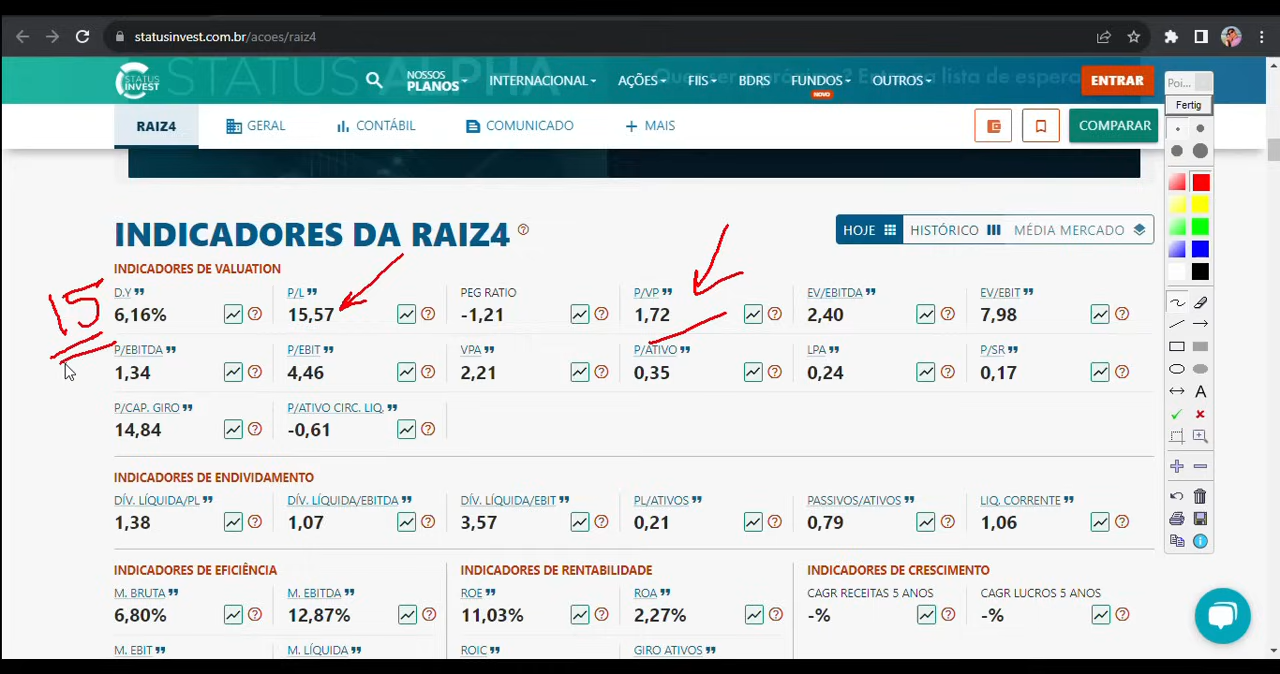 statusinvest.com.br/acoes/raiz4
STATUS INVEST
NOSSOS PLANOS
INTERNACIONAL
AÇÕES
FIIS
BDRS
FUNDOS
NOVO
OUTROS
ENTRAR
Poi...
Fertig
RAIZ4
GERAL
CONTÁBIL
COMUNICADO
+ MAIS
COMPARAR
INDICADORES DA RAIZ4
HOJE
HISTÓRICO
MÉDIA MERCADO
INDICADORES DE VALUATION
15
D.Y P/L PEG RATIO P/VP EV/EBITDA EV/EBIT
6,16% 15,57 -1,21 1,72 2,40 7,98
P/EBITDA P/EBIT VPA P/ATIVO LPA P/SR
1,34 4,46 2,21 0,35 0,24 0,17
P/CAP. GIRO P/ATIVO CIRC. LIQ.
14,84 -0,61
INDICADORES DE ENDIVIDAMENTO
DÍV. LÍQUIDA/PL DÍV. LÍQUIDA/EBITDA DÍV. LÍQUIDA/EBIT PL/ATIVOS PASSIVOS/ATIVOS LIQ. CORRENTE
1,38 1,07 3,57 0,21 0,79 1,06
INDICADORES DE EFICIÊNCIA INDICADORES DE RENTABILIDADE INDICADORES DE CRESCIMENTO
M. BRUTA M. EBITDA ROE ROA CAGR RECEITAS 5 ANOS CAGR LUCROS 5 ANOS
6,80% 12,87% 11,03% 2,27% -% -%
M. EBIT M. LÍQUIDA ROIC GIRO ATIVOS